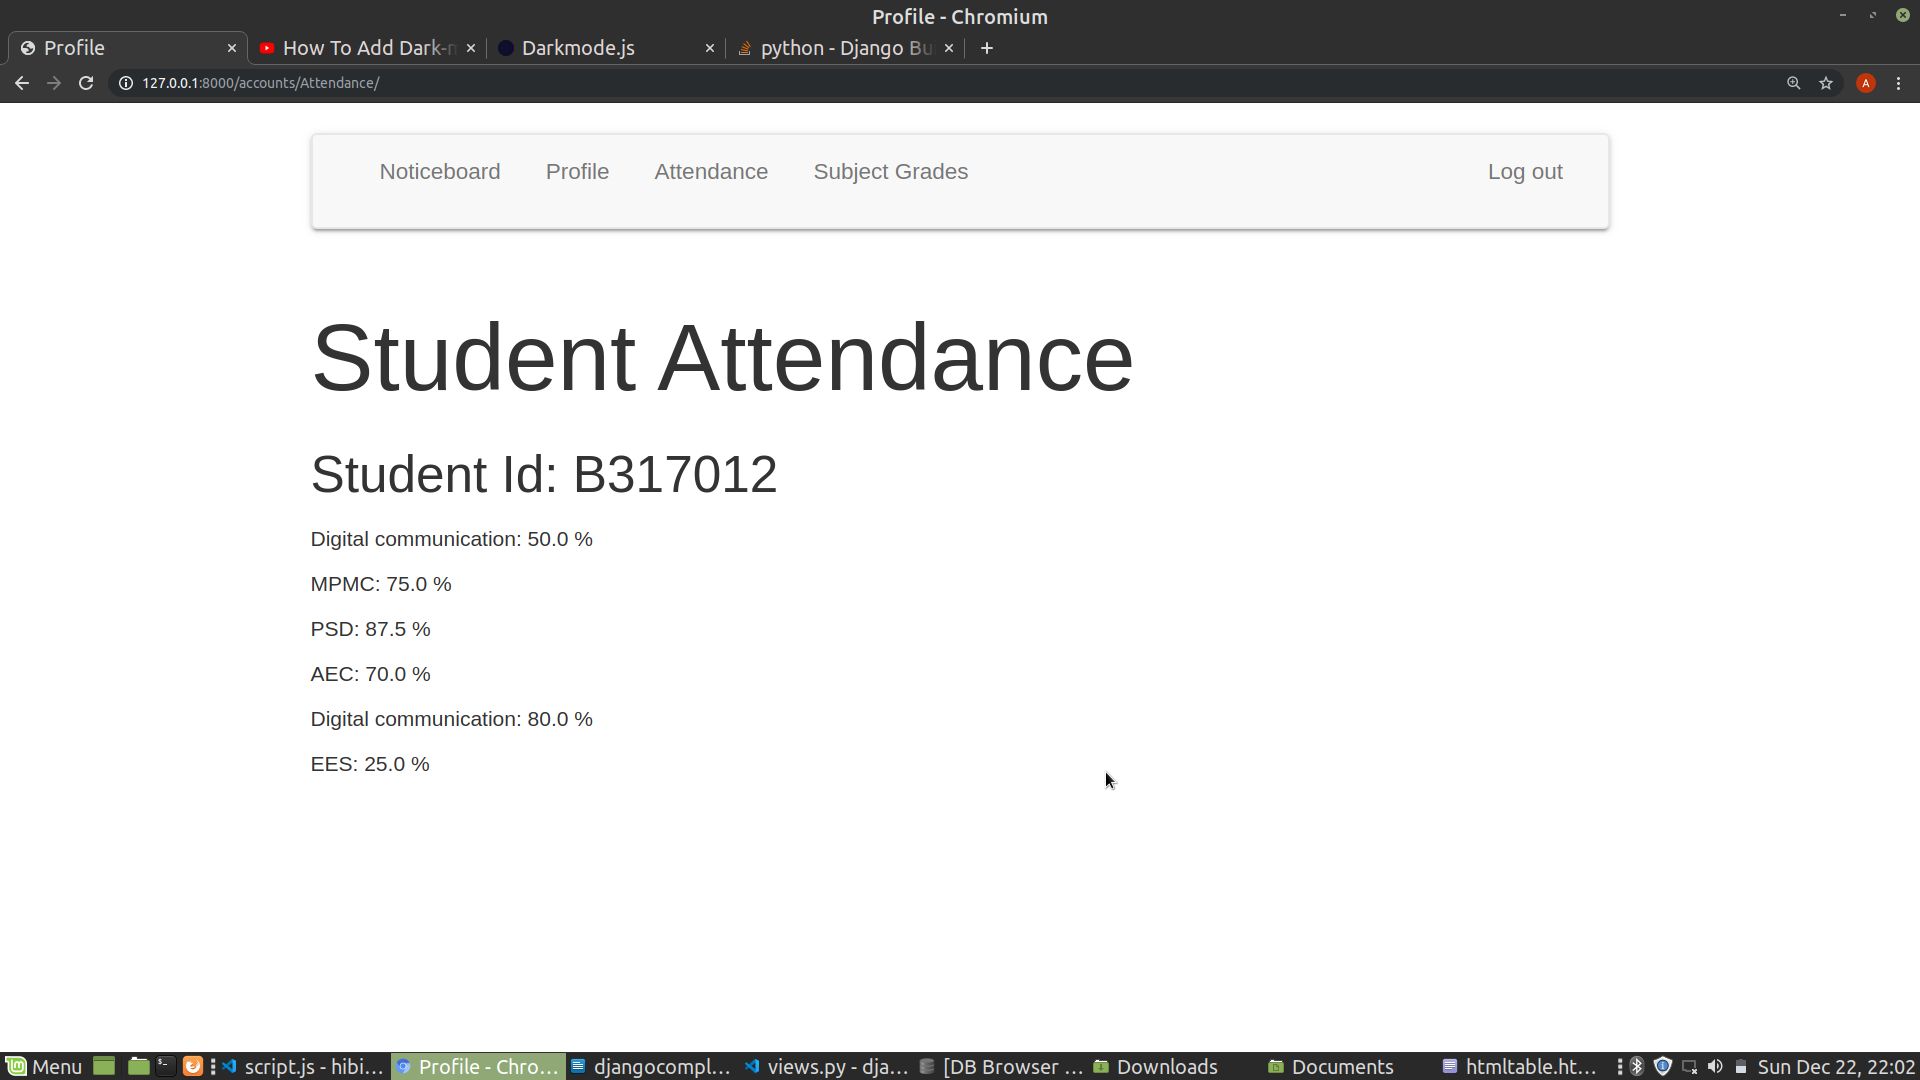 Profile - Chromium
Profile
How To Add Dark-
Darkmode.js
python - Django Bu
127.0.0.1:8000/accounts/Attendance/
A
Noticeboard Profile Attendance Subject Grades Log out
Student Attendance
Student Id: B317012
Digital communication: 50.0 %
MPMC: 75.0 %
PSD: 87.5 %
AEC: 70.0 %
Digital communication: 80.0 %
EES: 25.0 %
Menu script.js - hibi... Profile - Chro... djangocompl... views.py - dja... [DB Browser ... Downloads Documents htmltable.ht... Sun Dec 22, 22:02